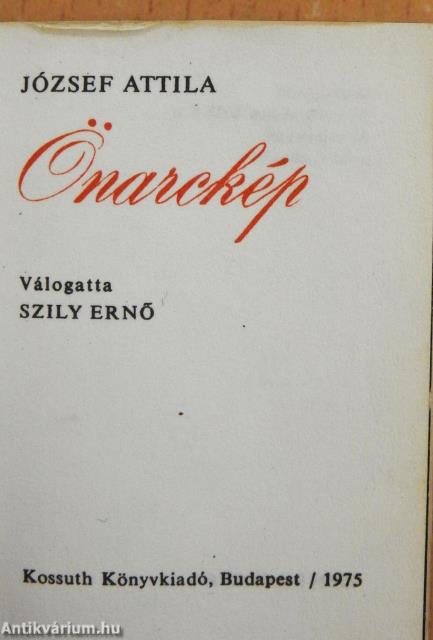 JÓZSEF ATTILA
Önarckép
Válogatta
SZILY ERNŐ
Kossuth Könyvkiadó, Budapest / 1975
Antikvárium.hu